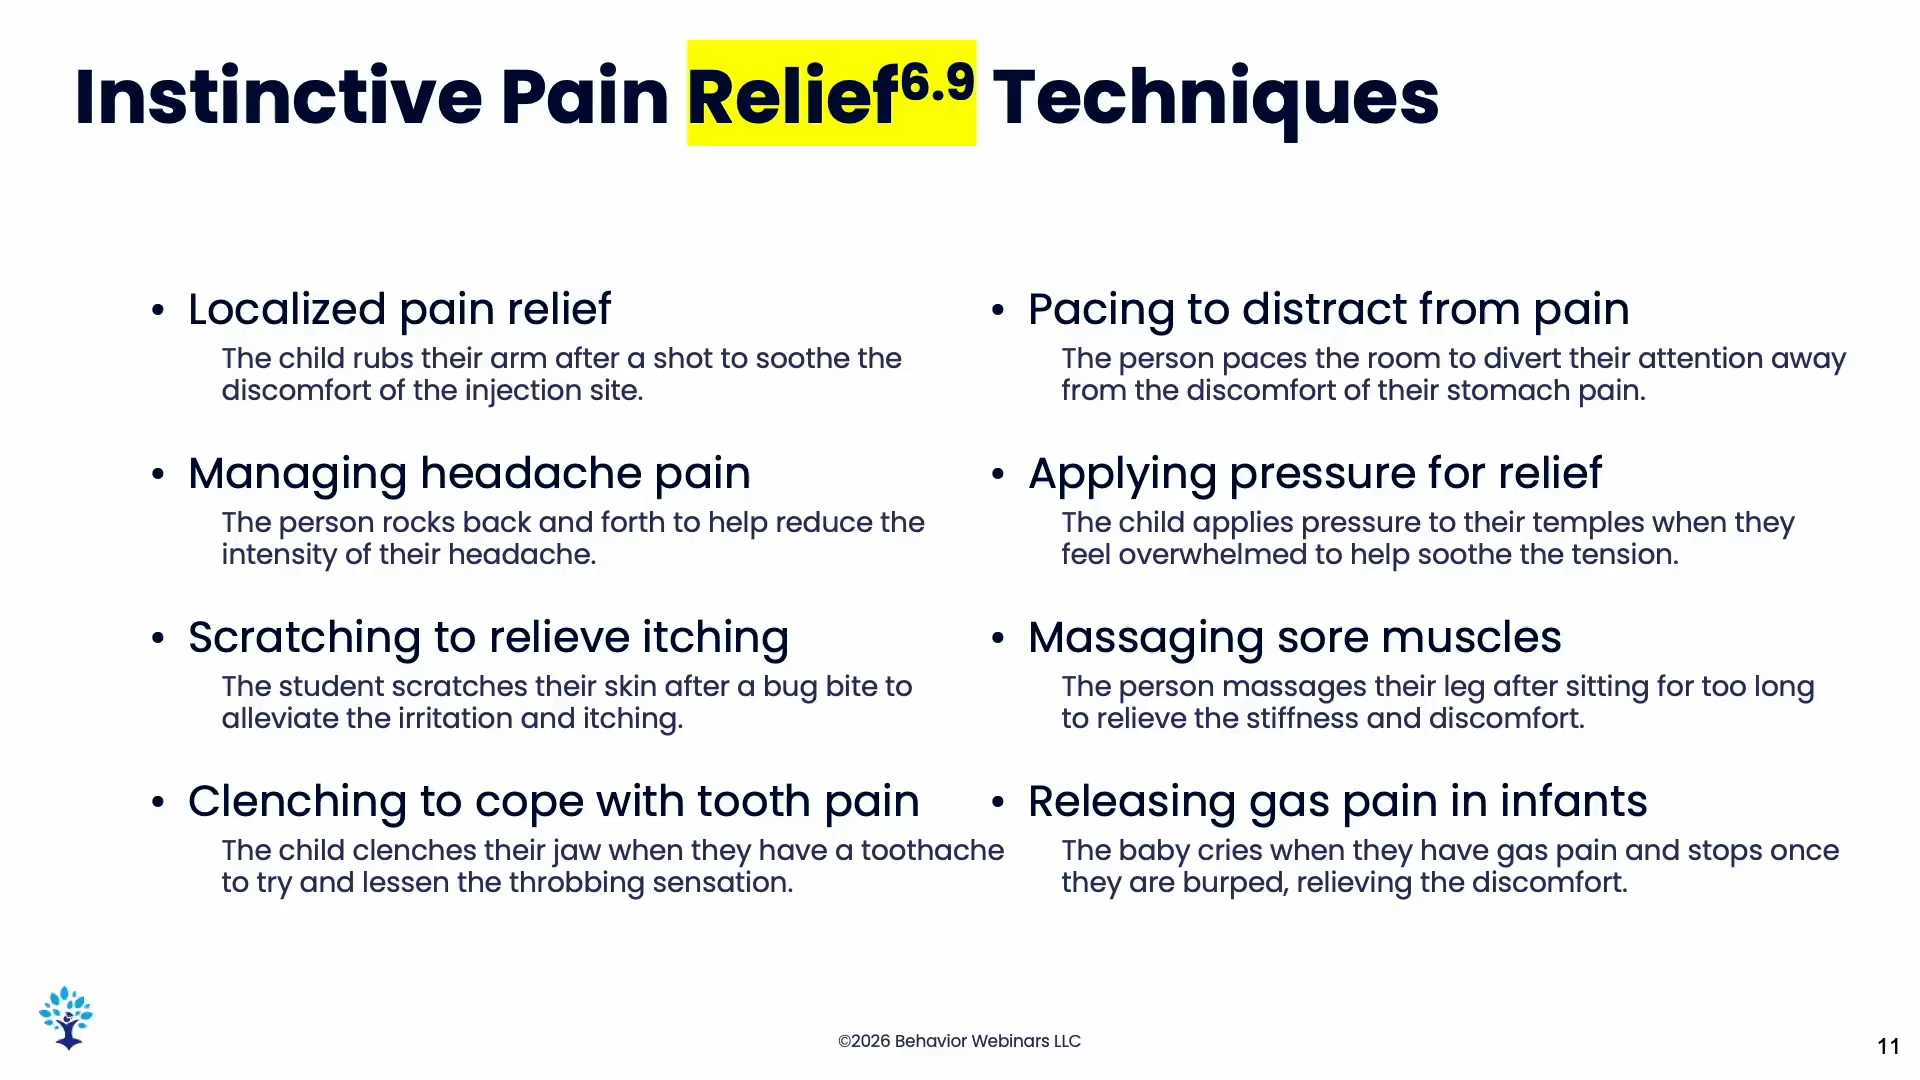 Instinctive Pain Relief6.9 Techniques
• Localized pain relief
The child rubs their arm after a shot to soothe the
discomfort of the injection site.
• Managing headache pain
The person rocks back and forth to help reduce the
intensity of their headache.
• Scratching to relieve itching
The student scratches their skin after a bug bite to
alleviate the irritation and itching.
• Clenching to cope with tooth pain
The child clenches their jaw when they have a toothache
to try and lessen the throbbing sensation.
• Pacing to distract from pain
The person paces the room to divert their attention away
from the discomfort of their stomach pain.
• Applying pressure for relief
The child applies pressure to their temples when they
feel overwhelmed to help soothe the tension.
• Massaging sore muscles
The person massages their leg after sitting for too long
to relieve the stiffness and discomfort.
• Releasing gas pain in infants
The baby cries when they have gas pain and stops once
they are burped, relieving the discomfort.
©2026 Behavior Webinars LLC
11